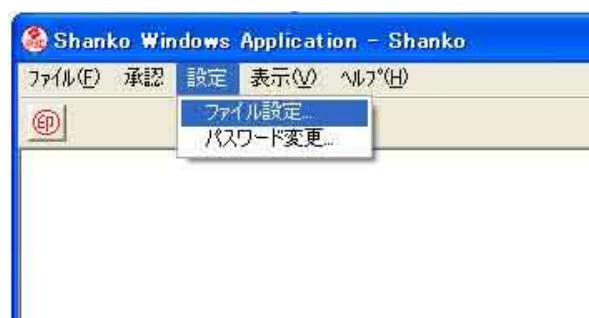 Shanko Windows Application - Shanko
ﾌｧｲﾙ(F) 承認 設定 表示(V) ﾍﾙﾌﾟ(H)
印
ファイル設定...
パスワード変更...